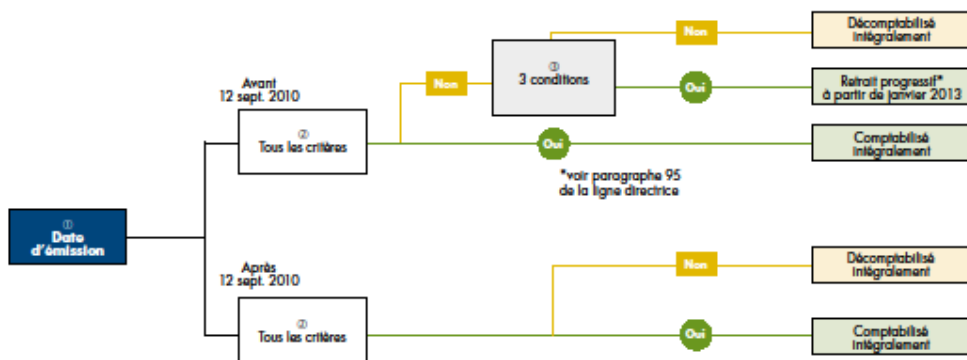 Non
Décomptabilisé
intégralement
③
3 conditions
Non
Oui
Retrait progressif*
à partir de janvier 2013
Avant
12 sept. 2010
②
Tous les critères
Oui
Comptabilisé
intégralement
*voir paragraphe 95
de la ligne directrice
①
Date
d'émission
Après
12 sept. 2010
Non
Décomptabilisé
intégralement
②
Tous les critères
Oui
Comptabilisé
intégralement